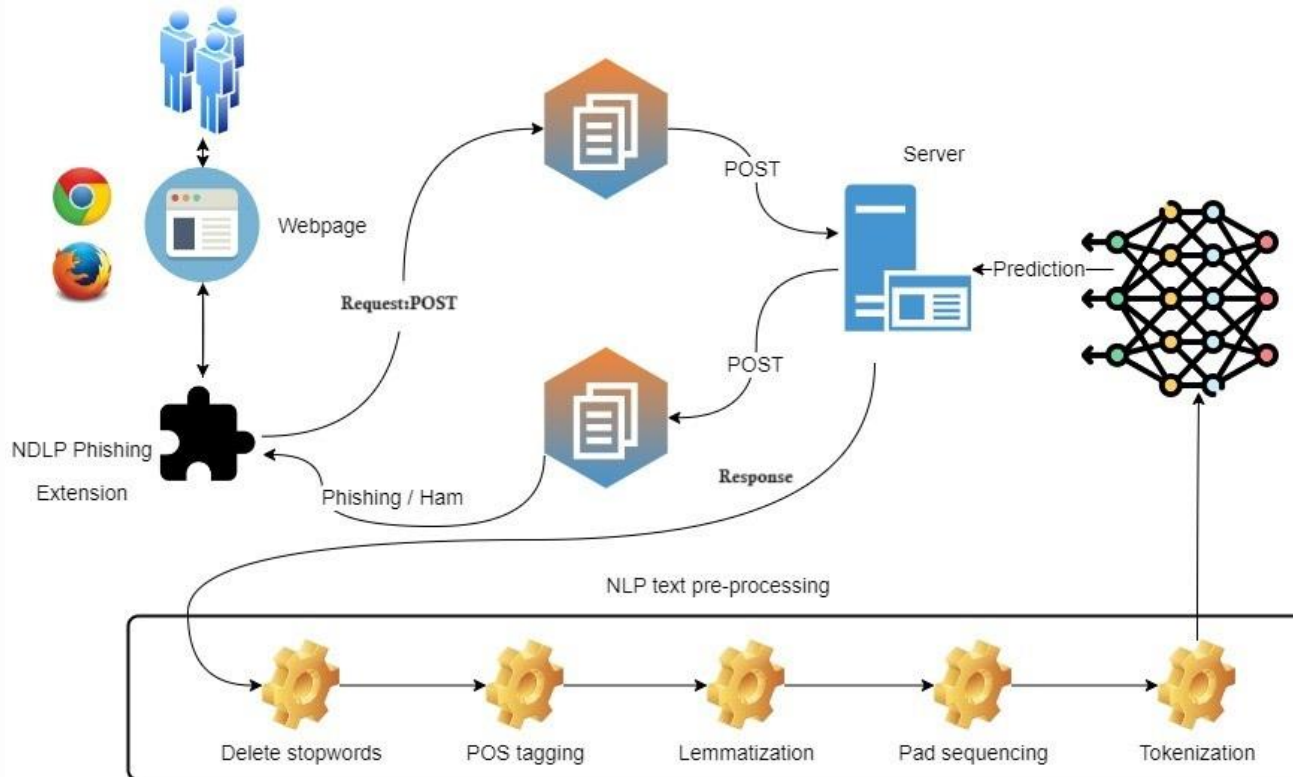 Server
POST
Webpage
Prediction
Request:POST
POST
NDLP Phishing
Extension
Phishing / Ham
Response
NLP text pre-processing
Delete stopwords
POS tagging
Lemmatization
Pad sequencing
Tokenization